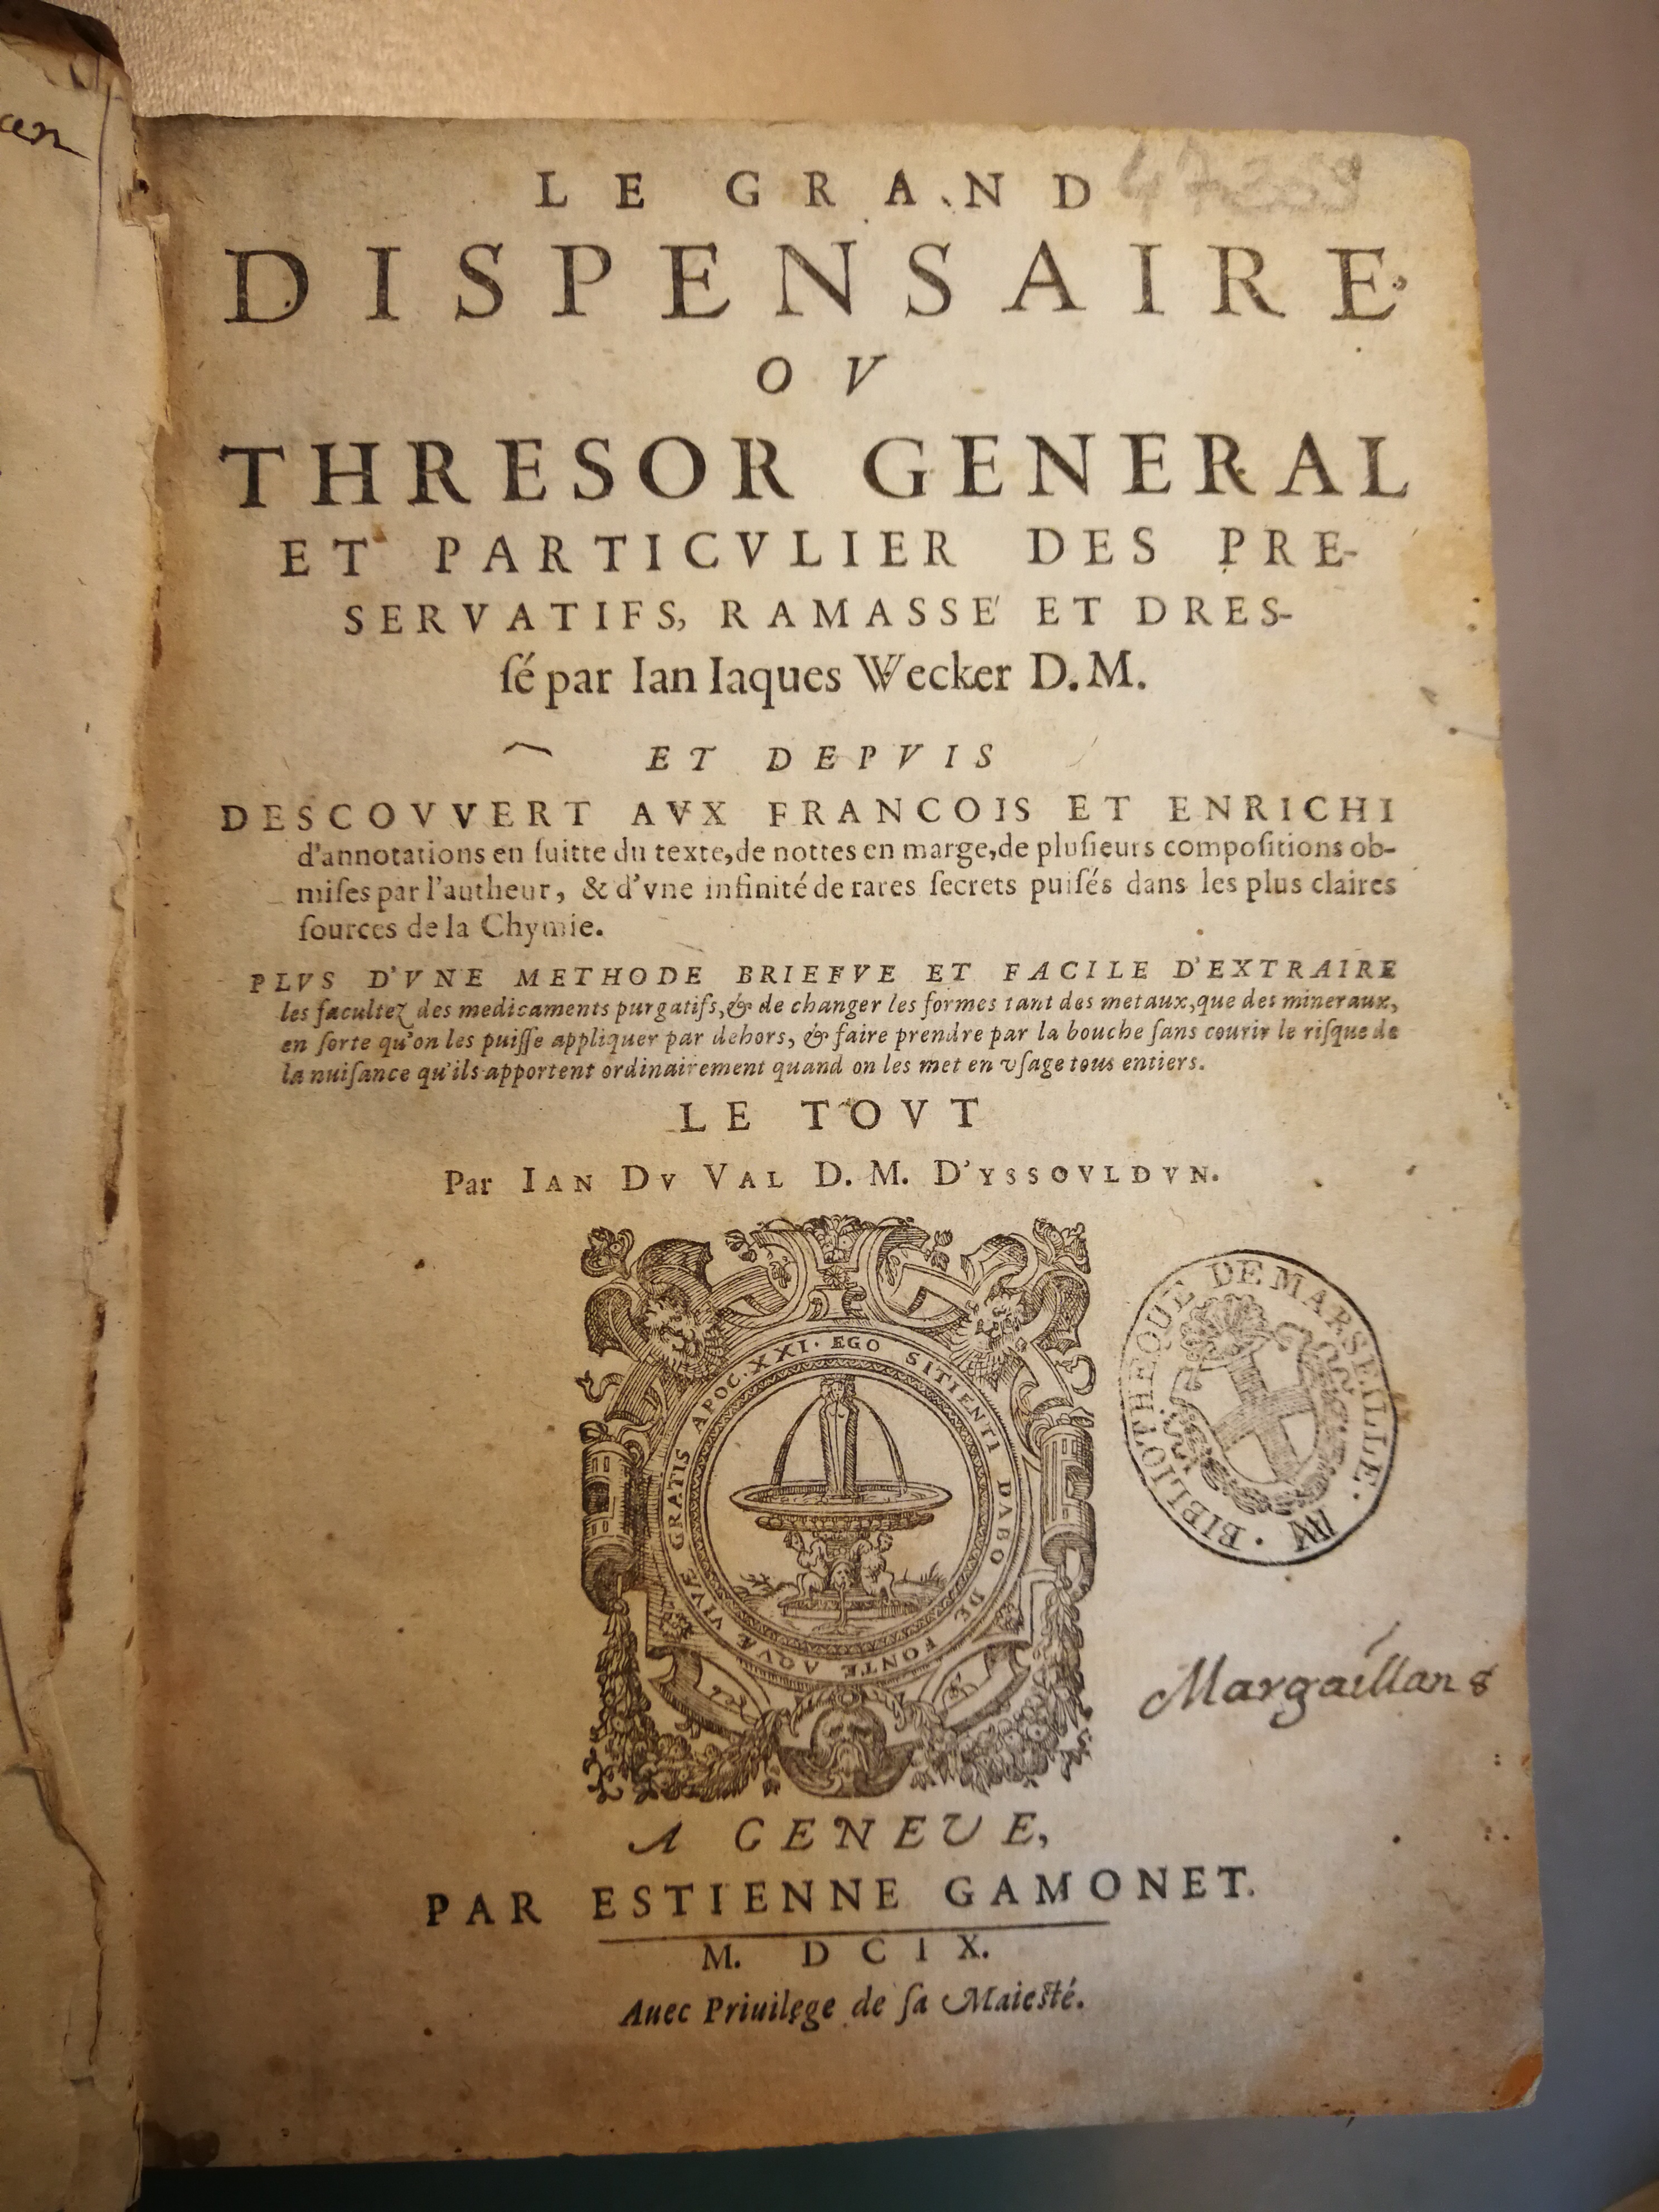 LE GRAND
DISPENSAIRE
OV
THRESOR GENERAL
ET PARTICVLIER DES PRE-
SERVATIFS, RAMASSE' ET DRES-
ſé par Ian Iaques Wecker D.M.
ET DEPVIS
DESCOVVERT AVX FRANCOIS ET ENRICHI
d'annotations en ſuitte du texte, de nottes en marge, de pluſieurs compoſitions ob-
miſes par l'autheur, & d'vne infinité de rares ſecrets puiſés dans les plus claires
ſources de la Chymie.
PLVS D'VNE METHODE BRIEFVE ET FACILE D'EXTRAIRE
les facultez des medicaments purgatifs, & de changer les formes tant des metaux, que des mineraux,
en ſorte qu'on les puiſſe appliquer par dehors, & faire prendre par la bouche ſans courir le riſque de
la nuiſance qu'ils apportent ordinairement quand on les met en vſage tous entiers.
LE TOVT
Par IAN DV VAL D. M. D'YSSOVLDVN.
EGO SITIENTI DABO DE FONTE AQVÆ VIVÆ GRATIS APOC. XXI.
BIBLIOTHEQUE DE MARSEILLE
Margaillan
A GENEVE,
PAR ESTIENNE GAMONET.
M. DCIX.
Auec Priuilege de ſa Maieſté.